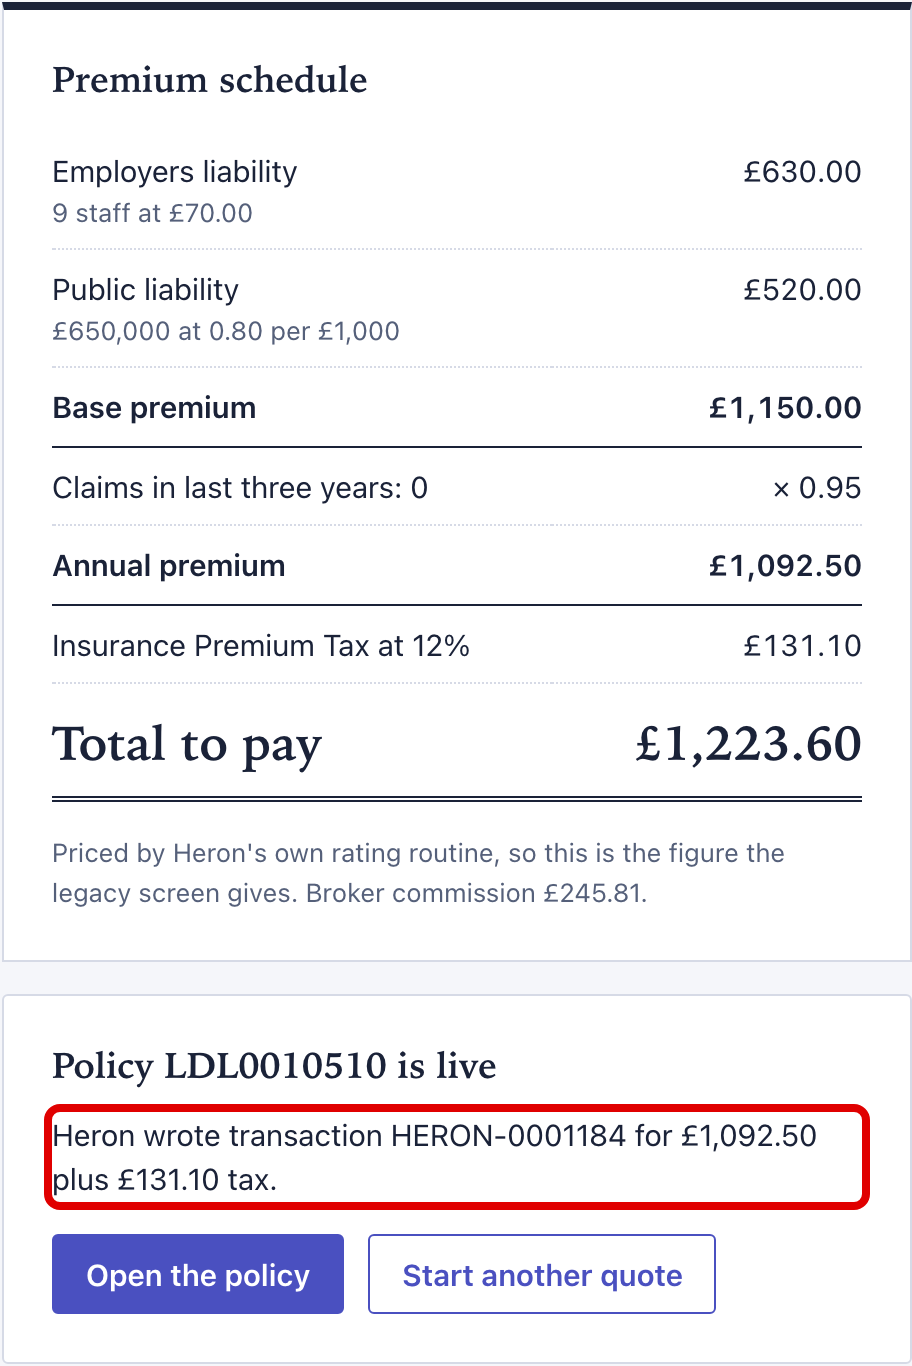 Premium schedule
Employers liability £630.00
9 staff at £70.00
Public liability £520.00
£650,000 at 0.80 per £1,000
Base premium £1,150.00
Claims in last three years: 0 × 0.95
Annual premium £1,092.50
Insurance Premium Tax at 12% £131.10
Total to pay £1,223.60
Priced by Heron's own rating routine, so this is the figure the
legacy screen gives. Broker commission £245.81.
Policy LDL0010510 is live
Heron wrote transaction HERON-0001184 for £1,092.50
plus £131.10 tax.
Open the policy Start another quote